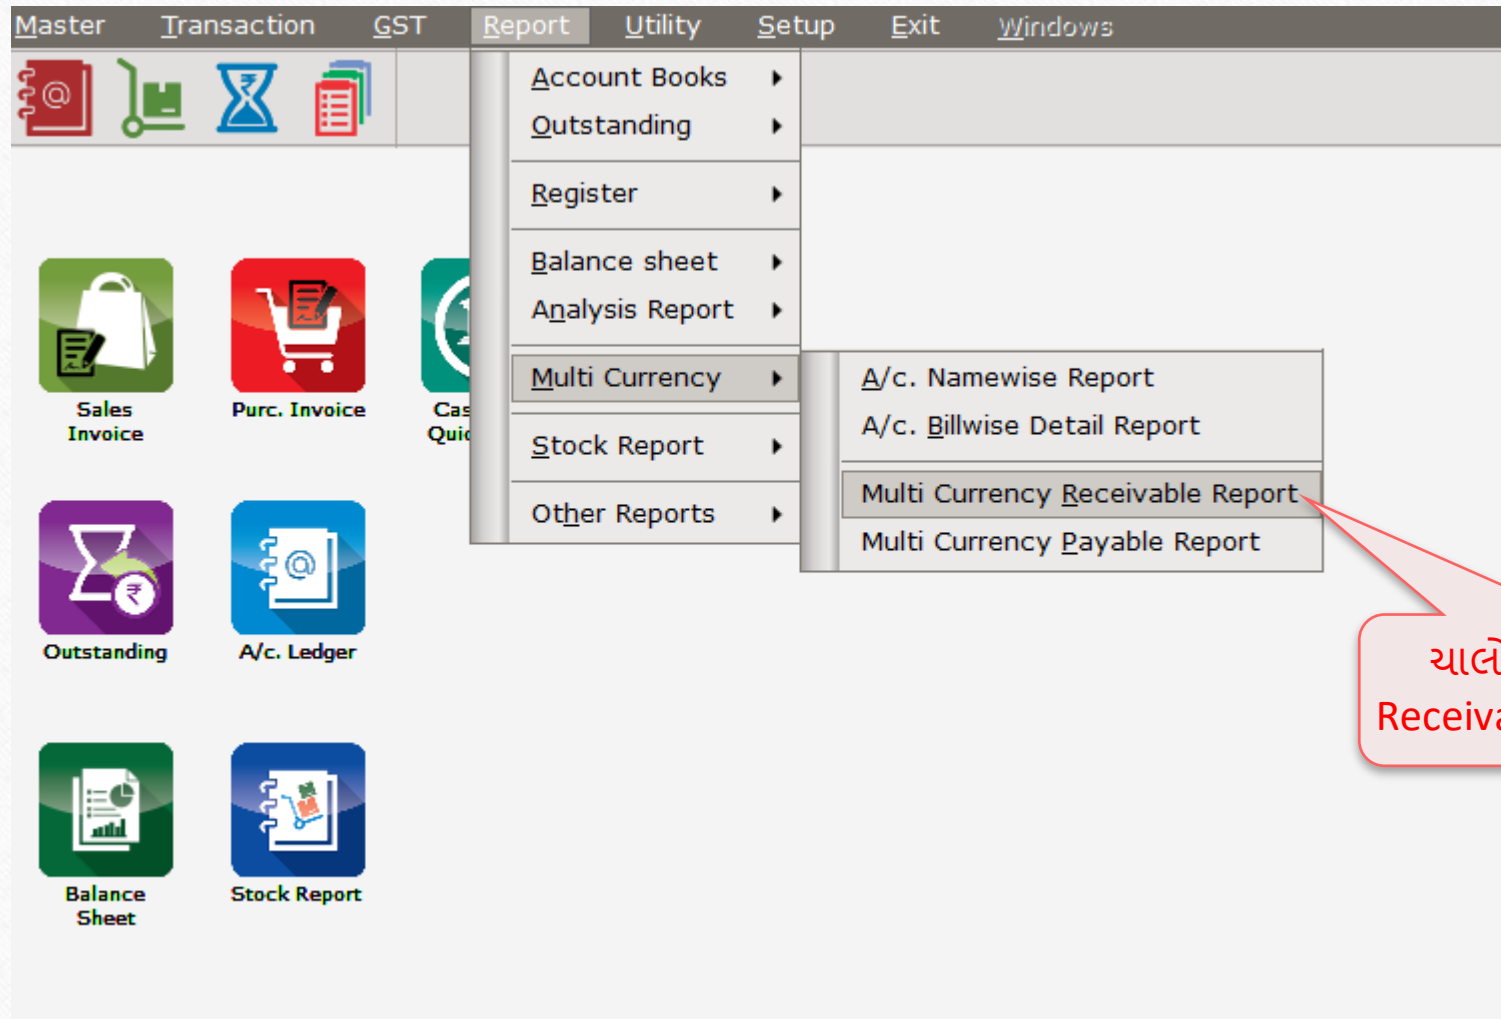 Master Transaction GST Report Utility Setup Exit Windows
Account Books
Outstanding
Register
Balance sheet
Analysis Report
Multi Currency
Stock Report
Other Reports
A/c. Namewise Report
A/c. Billwise Detail Report
Multi Currency Receivable Report
Multi Currency Payable Report
Sales
Invoice
Purc. Invoice
Outstanding
A/c. Ledger
Balance
Sheet
Stock Report
ચાલો